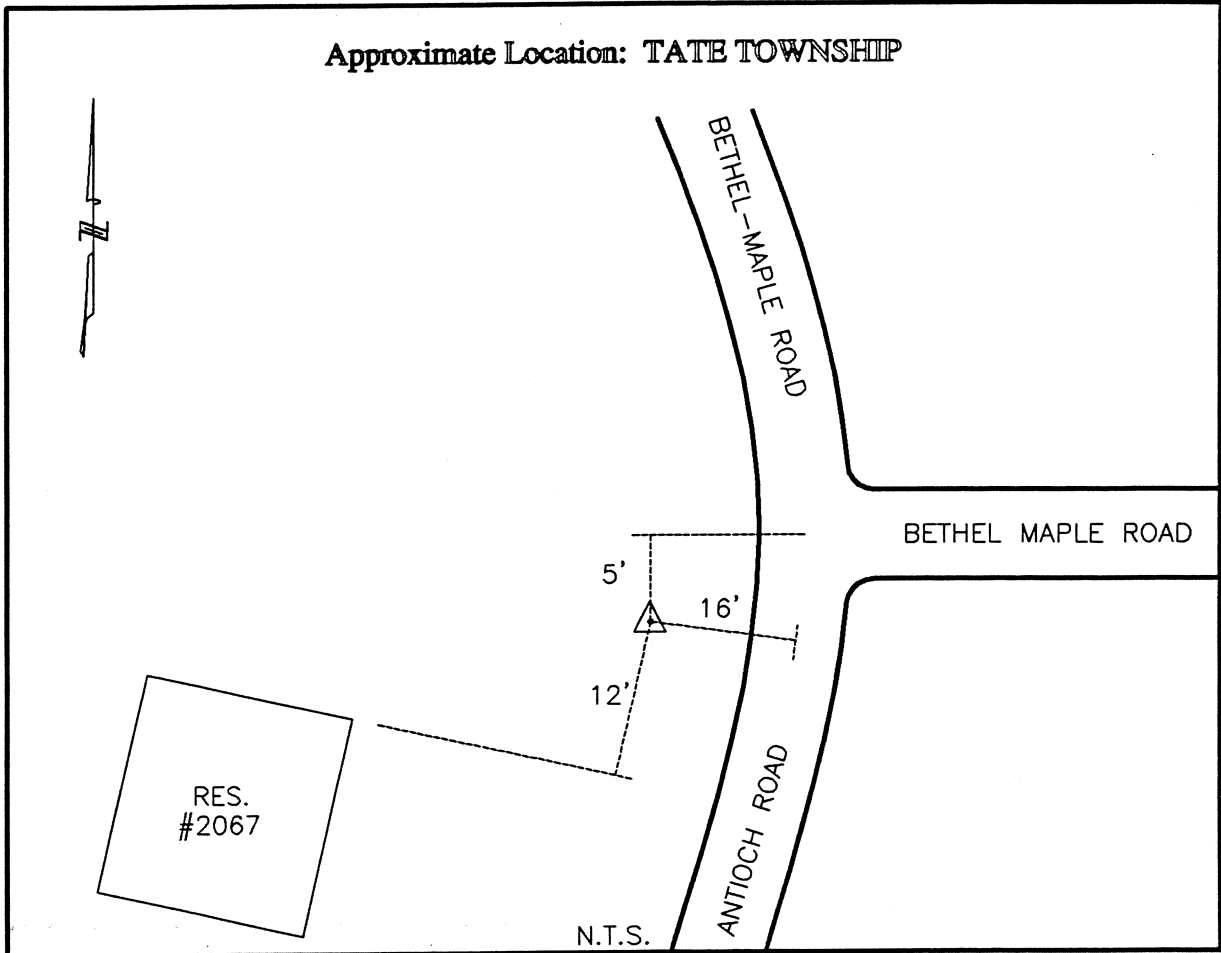 Approximate Location: TATE TOWNSHIP
N
BETHEL-MAPLE ROAD
BETHEL MAPLE ROAD
5'
16'
12'
RES.
#2067
ANTIOCH ROAD
N.T.S.